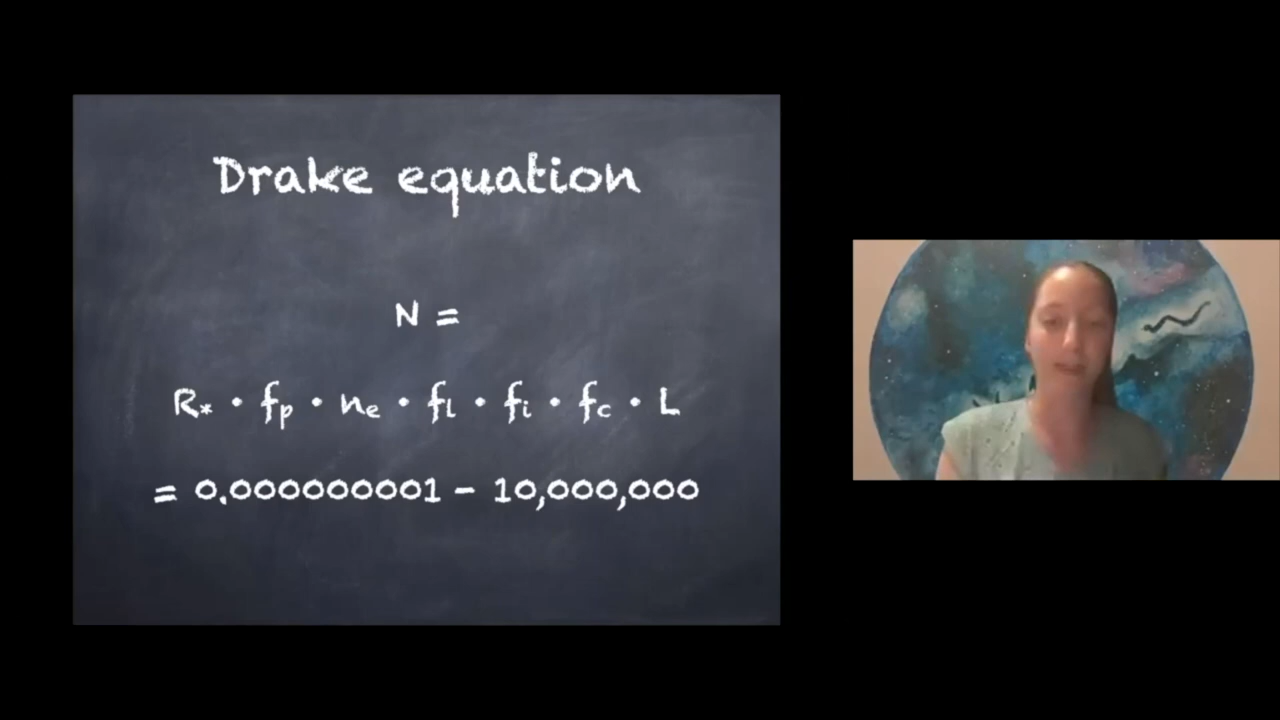 Drake equation
N =
R* · fp · ne · fl · fi · fc · L
= 0.000000001 - 10,000,000